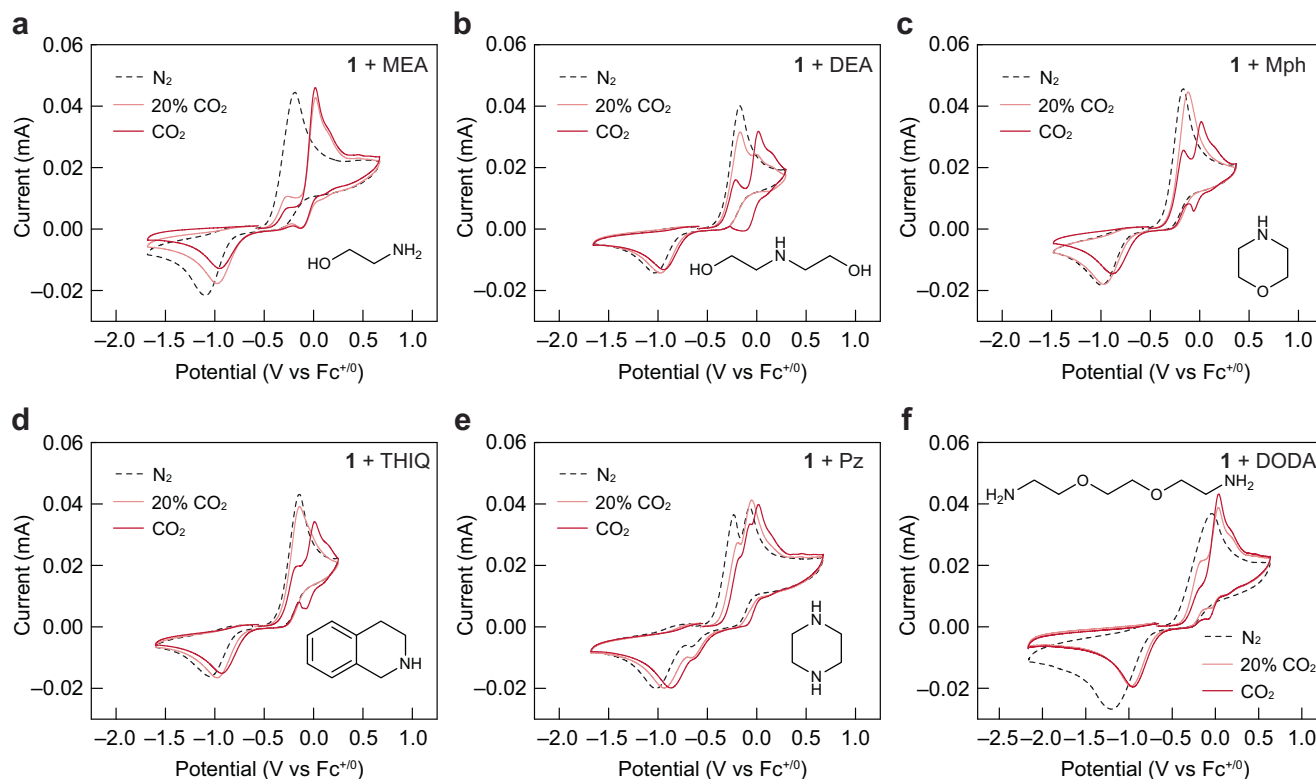 a
0.06
0.04
0.02
0.00
–0.02
Current (mA)
1 + MEA
N₂
20% CO₂
CO₂
HO
NH₂
–2.0 –1.5 –1.0 –0.5 0.0 0.5 1.0
Potential (V vs Fc⁺/⁰)
b
0.06
0.04
0.02
0.00
–0.02
Current (mA)
1 + DEA
N₂
20% CO₂
CO₂
H
N
HO
OH
–2.0 –1.5 –1.0 –0.5 0.0 0.5 1.0
Potential (V vs Fc⁺/⁰)
c
0.06
0.04
0.02
0.00
–0.02
Current (mA)
1 + Mph
N₂
20% CO₂
CO₂
H
N
O
–2.0 –1.5 –1.0 –0.5 0.0 0.5 1.0
Potential (V vs Fc⁺/⁰)
d
0.06
0.04
0.02
0.00
–0.02
Current (mA)
1 + THIQ
N₂
20% CO₂
CO₂
NH
–2.0 –1.5 –1.0 –0.5 0.0 0.5 1.0
Potential (V vs Fc⁺/⁰)
e
0.06
0.04
0.02
0.00
–0.02
Current (mA)
1 + Pz
N₂
20% CO₂
CO₂
H
N
N
H
–2.0 –1.5 –1.0 –0.5 0.0 0.5 1.0
Potential (V vs Fc⁺/⁰)
f
0.06
0.04
0.02
0.00
–0.02
Current (mA)
1 + DODA
H₂N
O
O
NH₂
N₂
20% CO₂
CO₂
–2.5 –2.0 –1.5 –1.0 –0.5 0.0 0.5 1.0
Potential (V vs Fc⁺/⁰)